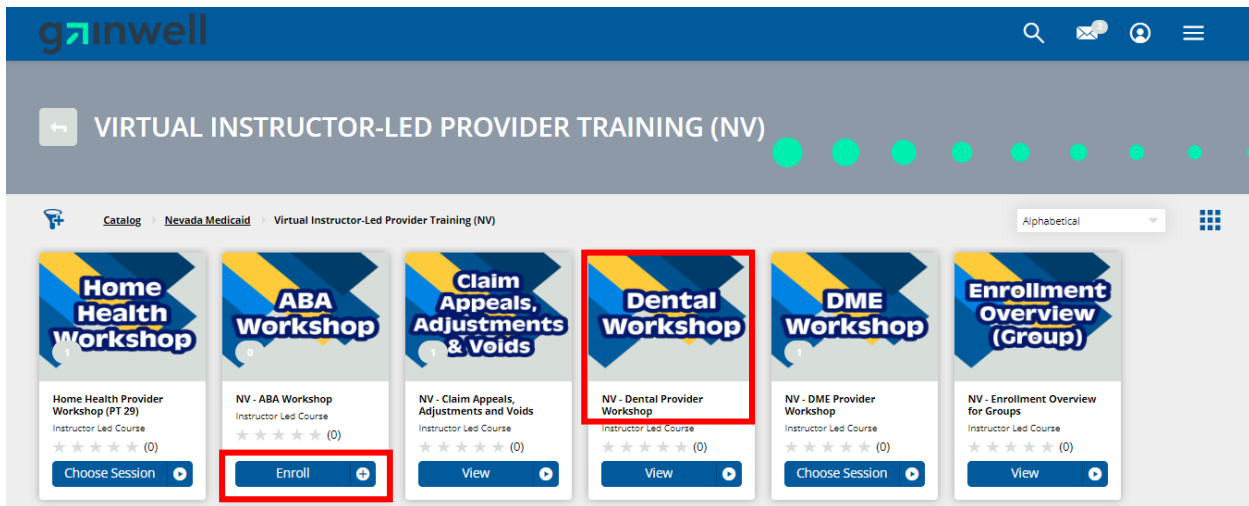 gainwell
2
VIRTUAL INSTRUCTOR-LED PROVIDER TRAINING (NV)
Catalog Nevada Medicaid Virtual Instructor-Led Provider Training (NV)
Alphabetical
Home
Health
Workshop
1
Home Health Provider
Workshop (PT 29)
Instructor Led Course
(0)
Choose Session
ABA
Workshop
0
NV - ABA Workshop
Instructor Led Course
(0)
Enroll
Claim
Appeals,
Adjustments
& Voids
1
NV - Claim Appeals,
Adjustments and Voids
Instructor Led Course
(0)
View
Dental
Workshop
NV - Dental Provider
Workshop
Instructor Led Course
(0)
View
DME
Workshop
1
NV - DME Provider
Workshop
Instructor Led Course
(0)
Choose Session
Enrollment
Overview
(Group)
NV - Enrollment Overview
for Groups
Instructor Led Course
(0)
View